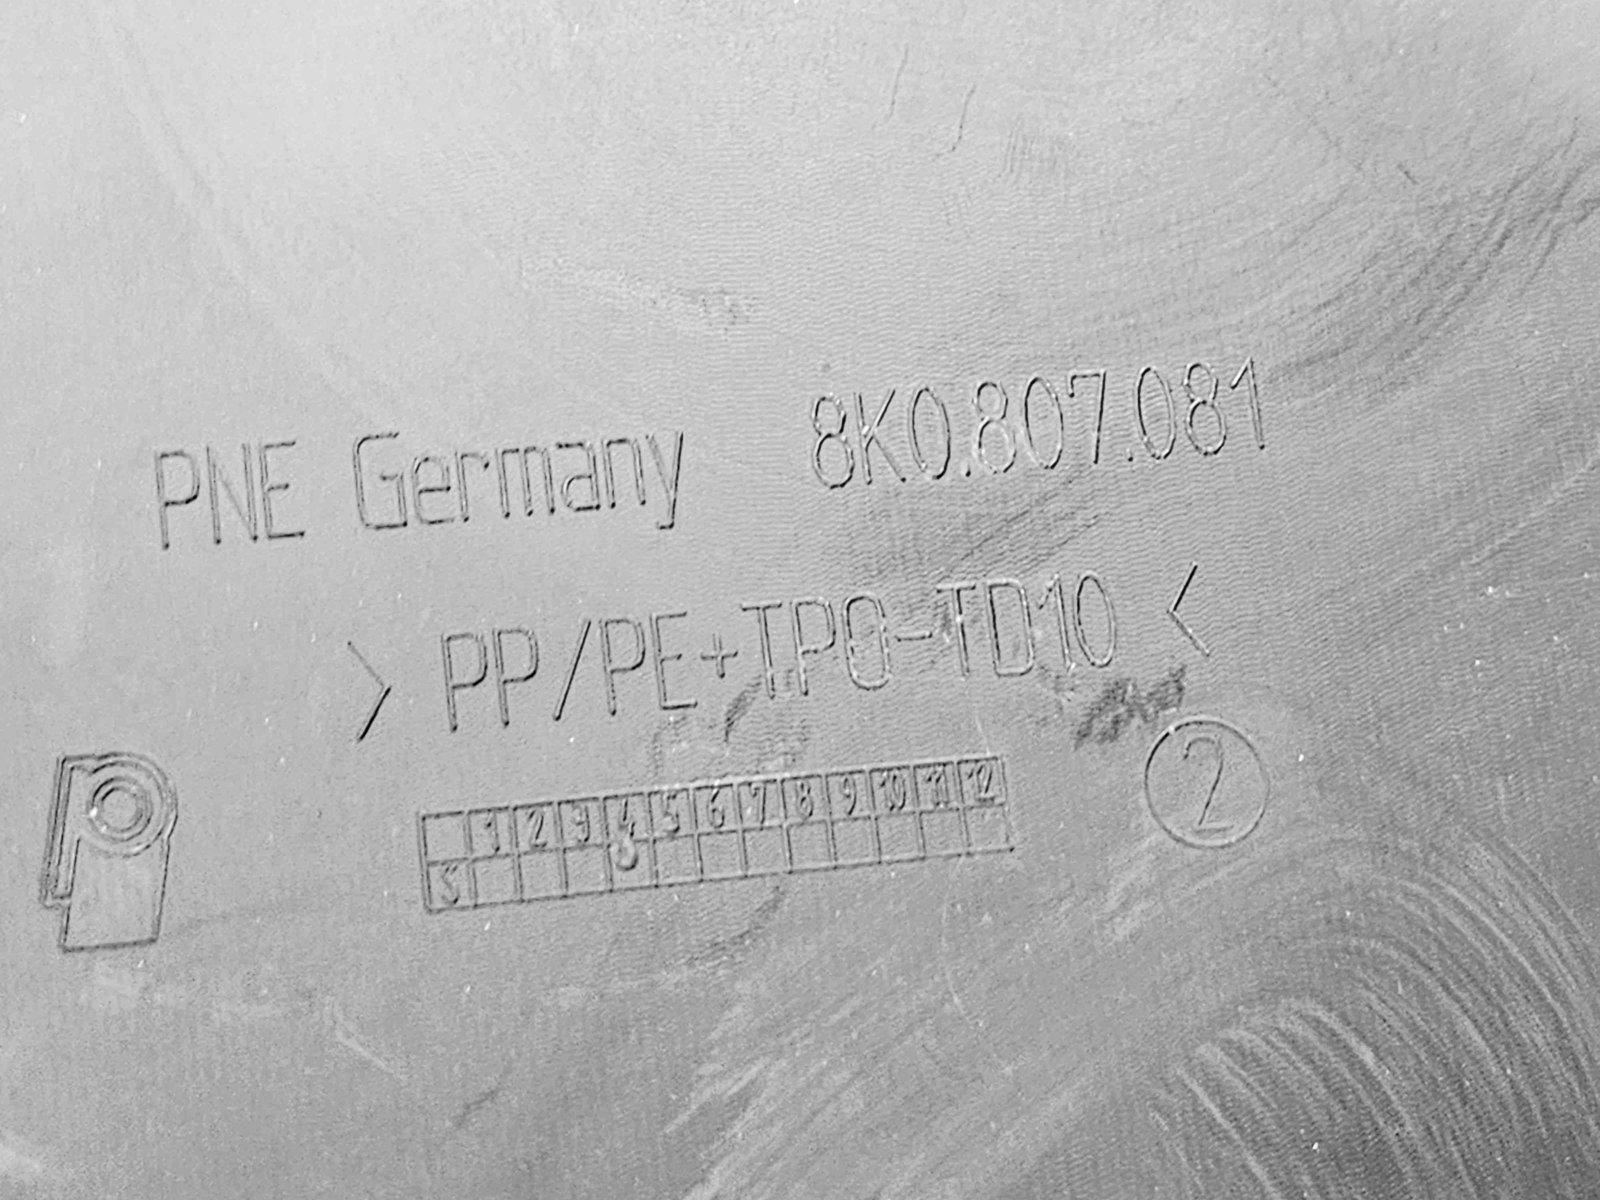 PNE Germany 8K0.807.081
> PP/PE+TPO-TD10 <
1 2 3 4 5 6 7 8 9 10 11 12
2